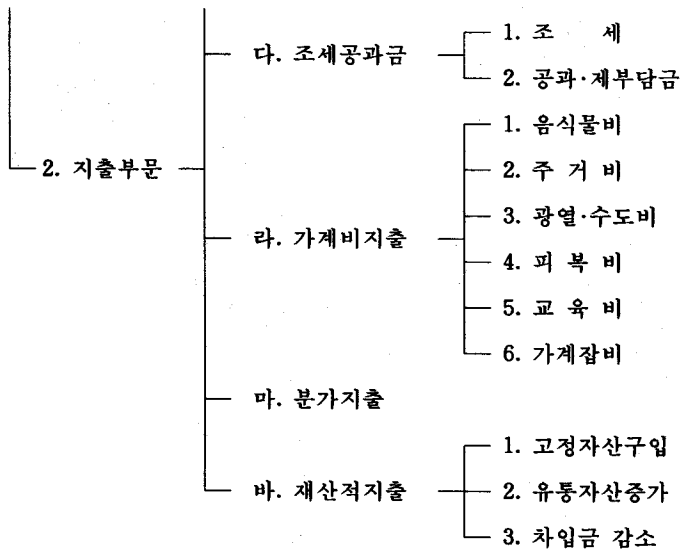 다. 조세공과금
1. 조 세
2. 공과·제부담금
2. 지출부문
라. 가계비지출
1. 음식물비
2. 주 거 비
3. 광열·수도비
4. 피 복 비
5. 교 육 비
6. 가계잡비
마. 분가지출
바. 재산적지출
1. 고정자산구입
2. 유통자산증가
3. 차입금 감소